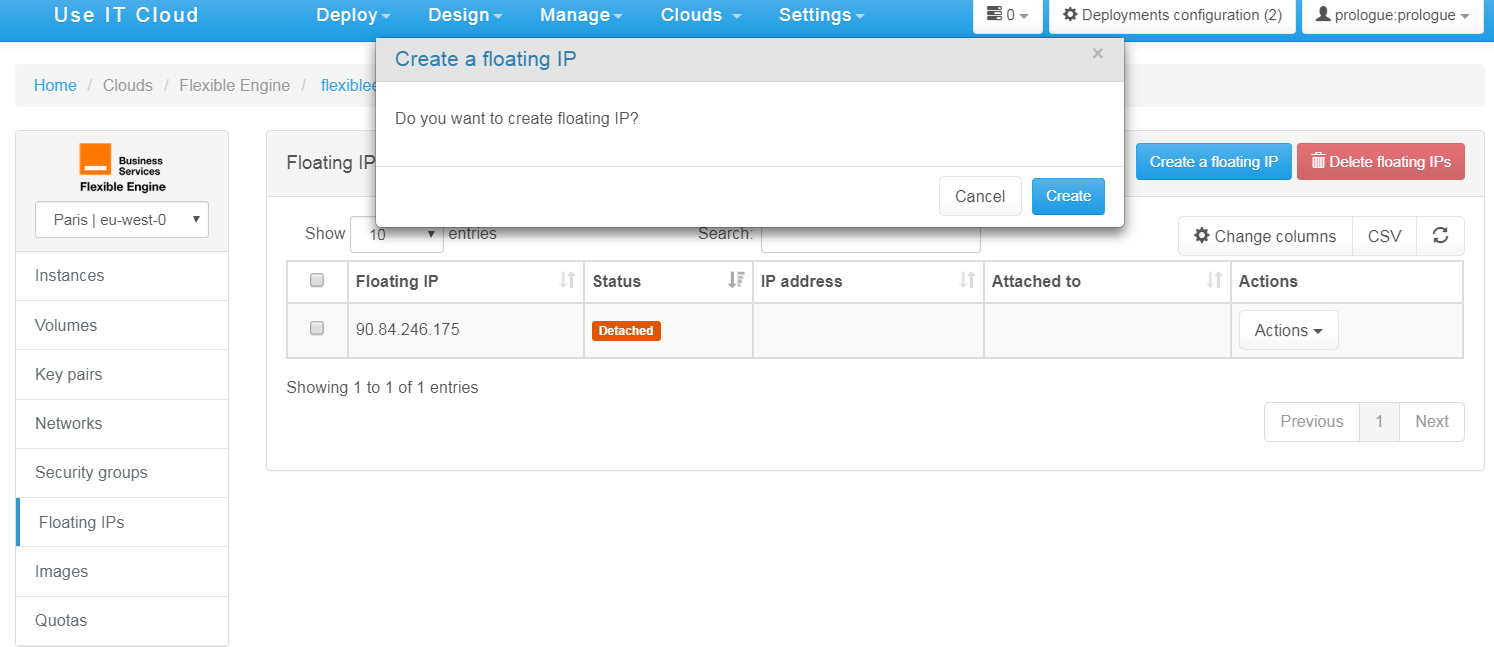 Use IT Cloud
Deploy Design Manage Clouds Settings
0 Deployments configuration (2) prologue:prologue
Create a floating IP ×
Home / Clouds / Flexible Engine /
Do you want to create floating IP?
Cancel Create
Business
Services
Flexible Engine
Paris | eu-west-0
Instances
Volumes
Key pairs
Networks
Security groups
Floating IPs
Images
Quotas
Floating IP
Create a floating IP Delete floating IPs
Show 10 entries Search:
Change columns CSV
Floating IP Status IP address Attached to Actions
90.84.246.175 Detached Actions
Showing 1 to 1 of 1 entries
Previous 1 Next